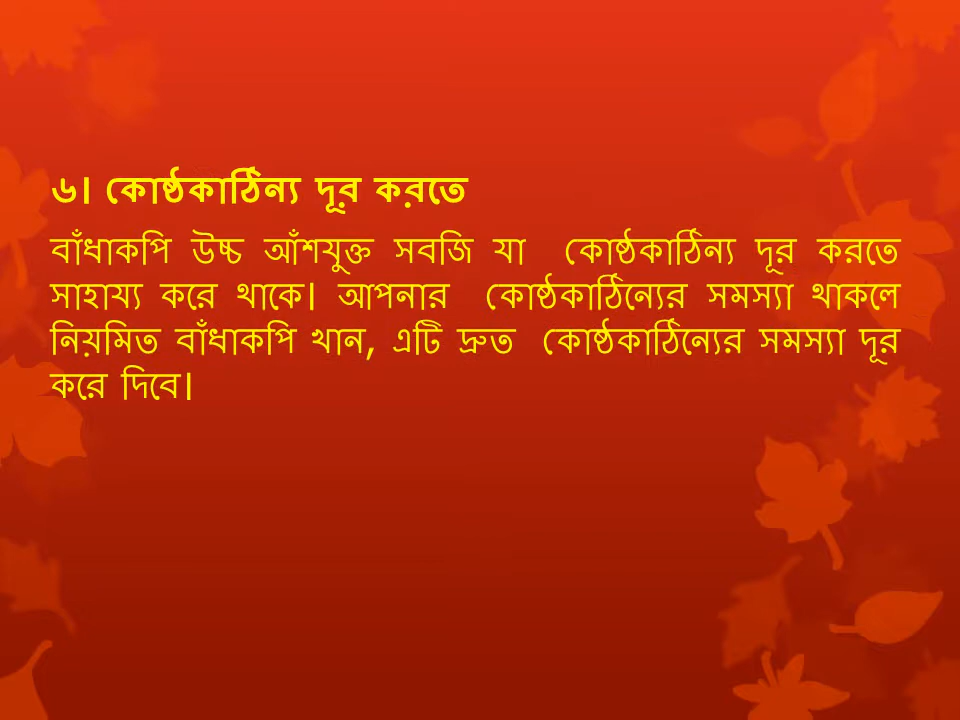 ৬। কোষ্ঠকাঠিন্য দূর করতে
বাঁধাকপি উচ্চ আঁশযুক্ত সবজি যা কোষ্ঠকাঠিন্য দূর করতে
সাহায্য করে থাকে। আপনার কোষ্ঠকাঠিন্যের সমস্যা থাকলে
নিয়মিত বাঁধাকপি খান, এটি দ্রুত কোষ্ঠকাঠিন্যের সমস্যা দূর
করে দিবে।